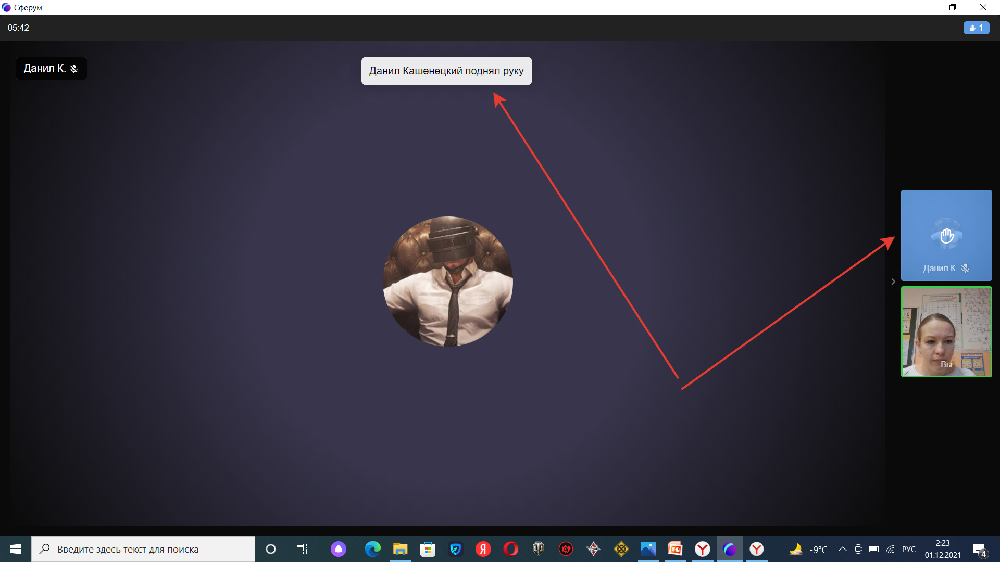 Сферум
05:42
1
Данил К.
Данил Кашенецкий поднял руку
Данил К.
Вы
Введите здесь текст для поиска
-9°C
РУС
2:23
01.12.2021
4